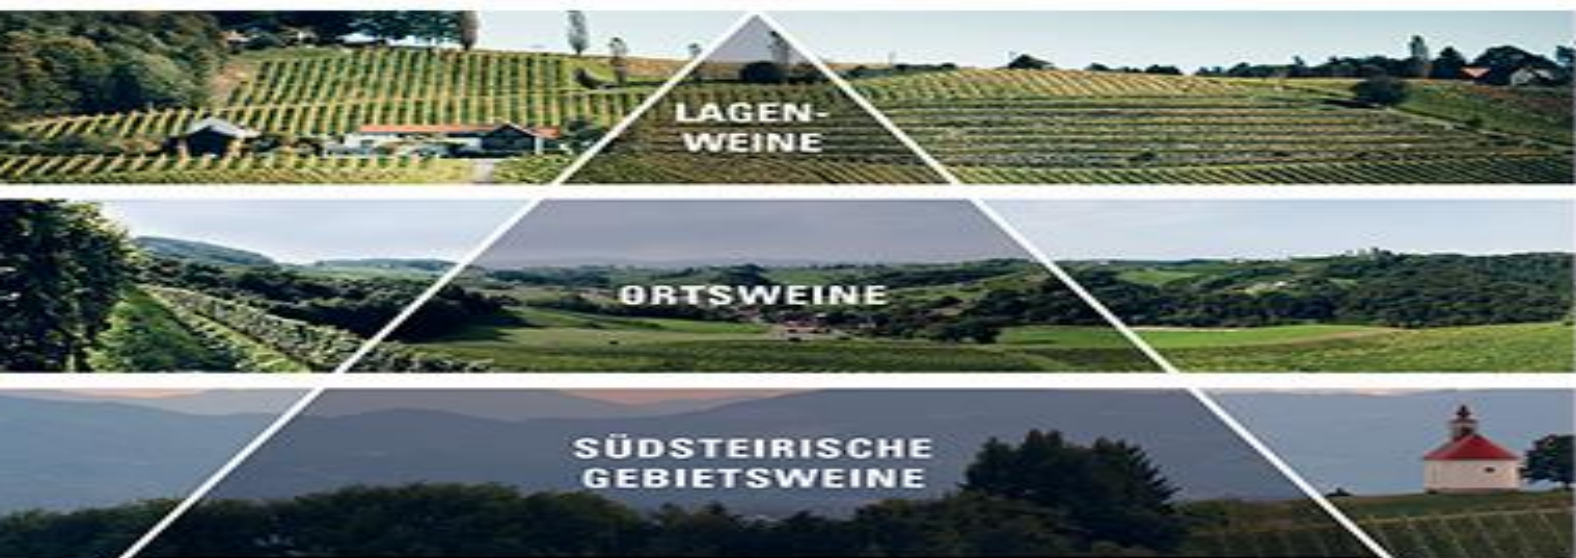 LAGEN-
WEINE
ORTSWEINE
SÜDSTEIRISCHE
GEBIETSWEINE